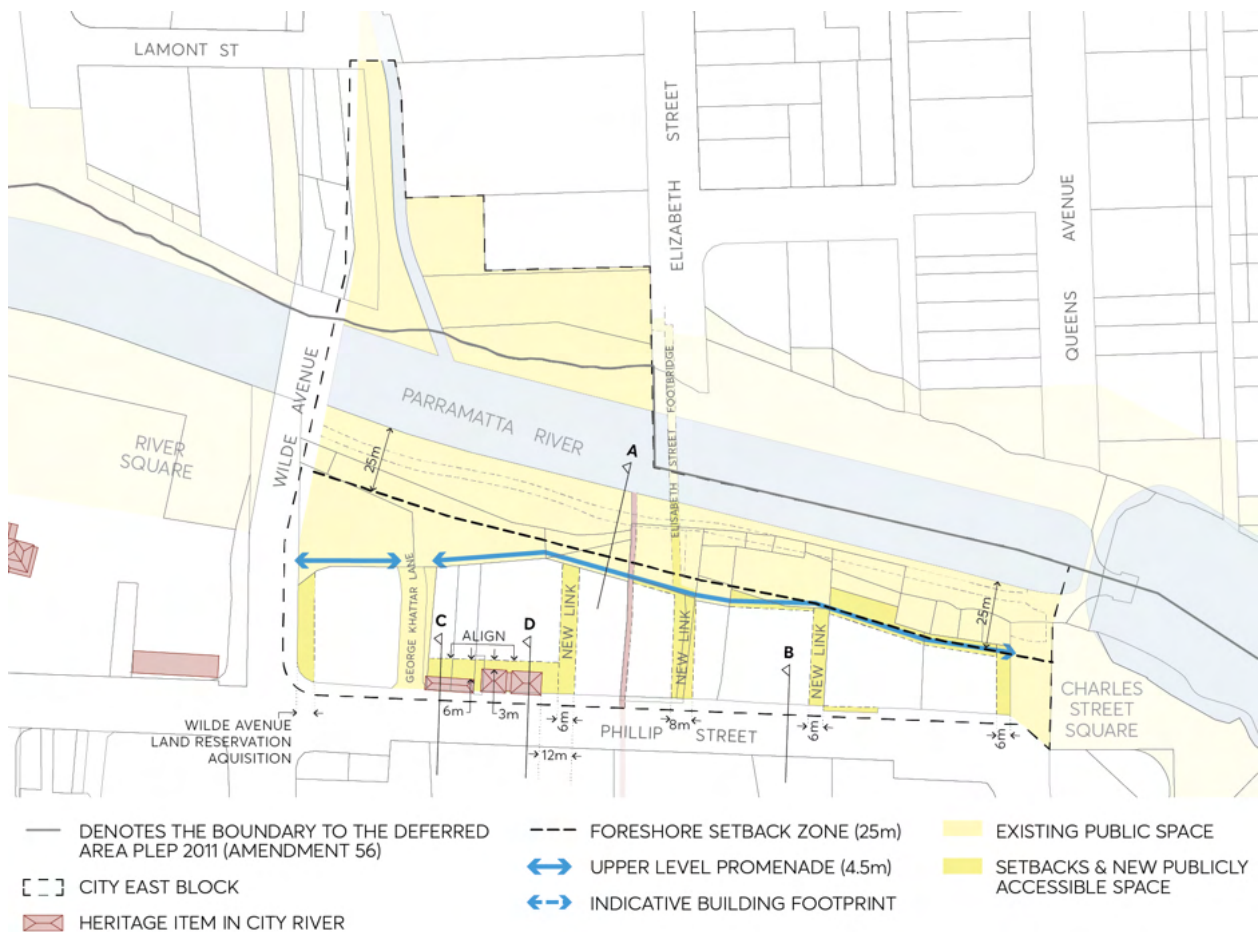 LAMONT ST
ELIZABETH STREET
QUEENS AVENUE
WILDE AVENUE
PARRAMATTA RIVER
RIVER
SQUARE
ELISABETH STREET FOOTBRIDGE
25m
A
25m
GEORGE KHATTAR LANE
C
ALIGN
D
NEW LINK
NEW LINK
NEW LINK
B
6m
3m
6m
8m
6m
6m
12m
CHARLES
STREET
SQUARE
WILDE AVENUE
LAND RESERVATION
AQUISITION
PHILLIP STREET
DENOTES THE BOUNDARY TO THE DEFERRED
AREA PLEP 2011 (AMENDMENT 56)
CITY EAST BLOCK
HERITAGE ITEM IN CITY RIVER
FORESHORE SETBACK ZONE (25m)
UPPER LEVEL PROMENADE (4.5m)
INDICATIVE BUILDING FOOTPRINT
EXISTING PUBLIC SPACE
SETBACKS & NEW PUBLICLY
ACCESSIBLE SPACE